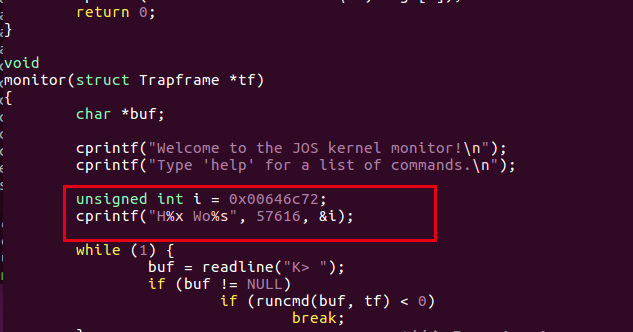 return 0;
}
void
monitor(struct Trapframe *tf)
{
char *buf;
cprintf("Welcome to the JOS kernel monitor!\n");
cprintf("Type 'help' for a list of commands.\n");
unsigned int i = 0x00646c72;
cprintf("H%x Wo%s", 57616, &i);
while (1) {
buf = readline("K> ");
if (buf != NULL)
if (runcmd(buf, tf) < 0)
break;